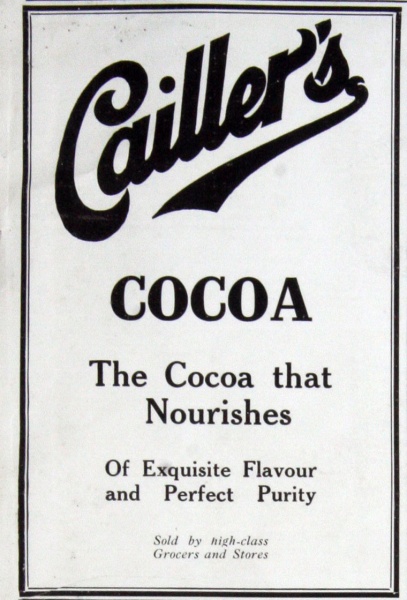 Cailler's
COCOA
The Cocoa that
Nourishes
Of Exquisite Flavour
and Perfect Purity
Sold by high-class
Grocers and Stores